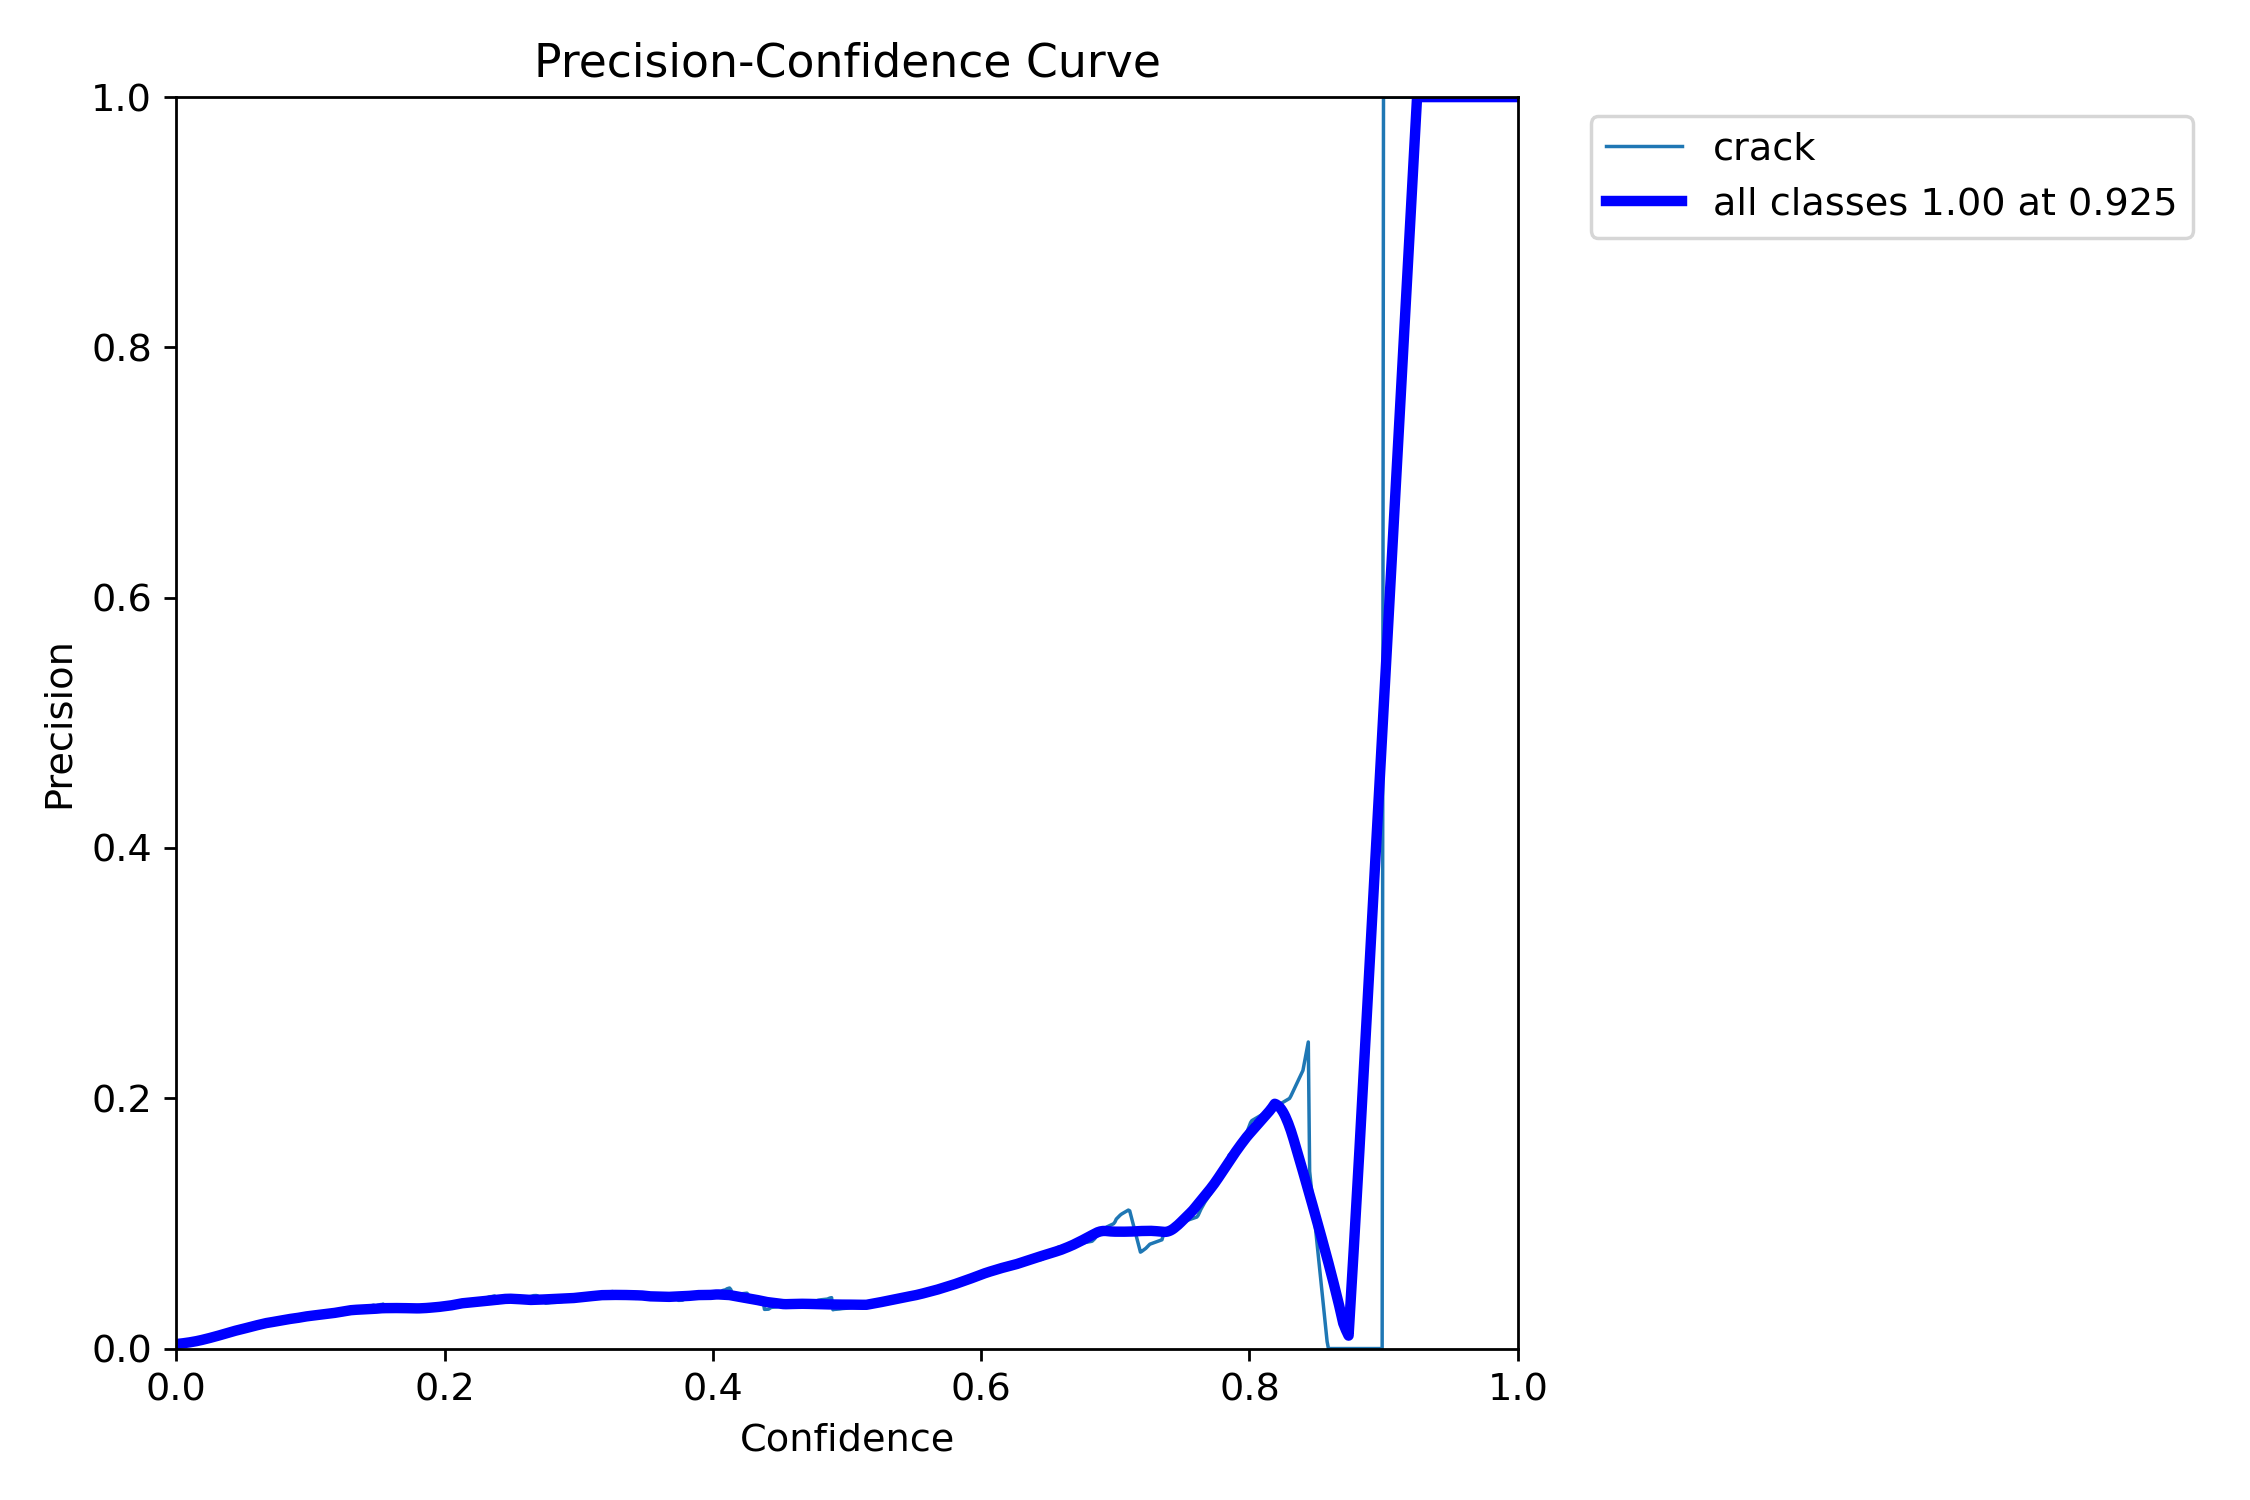 Precision-Confidence Curve
crack
all classes 1.00 at 0.925
1.0
0.8
0.6
0.4
0.2
0.0
Precision
0.0 0.2 0.4 0.6 0.8 1.0
Confidence